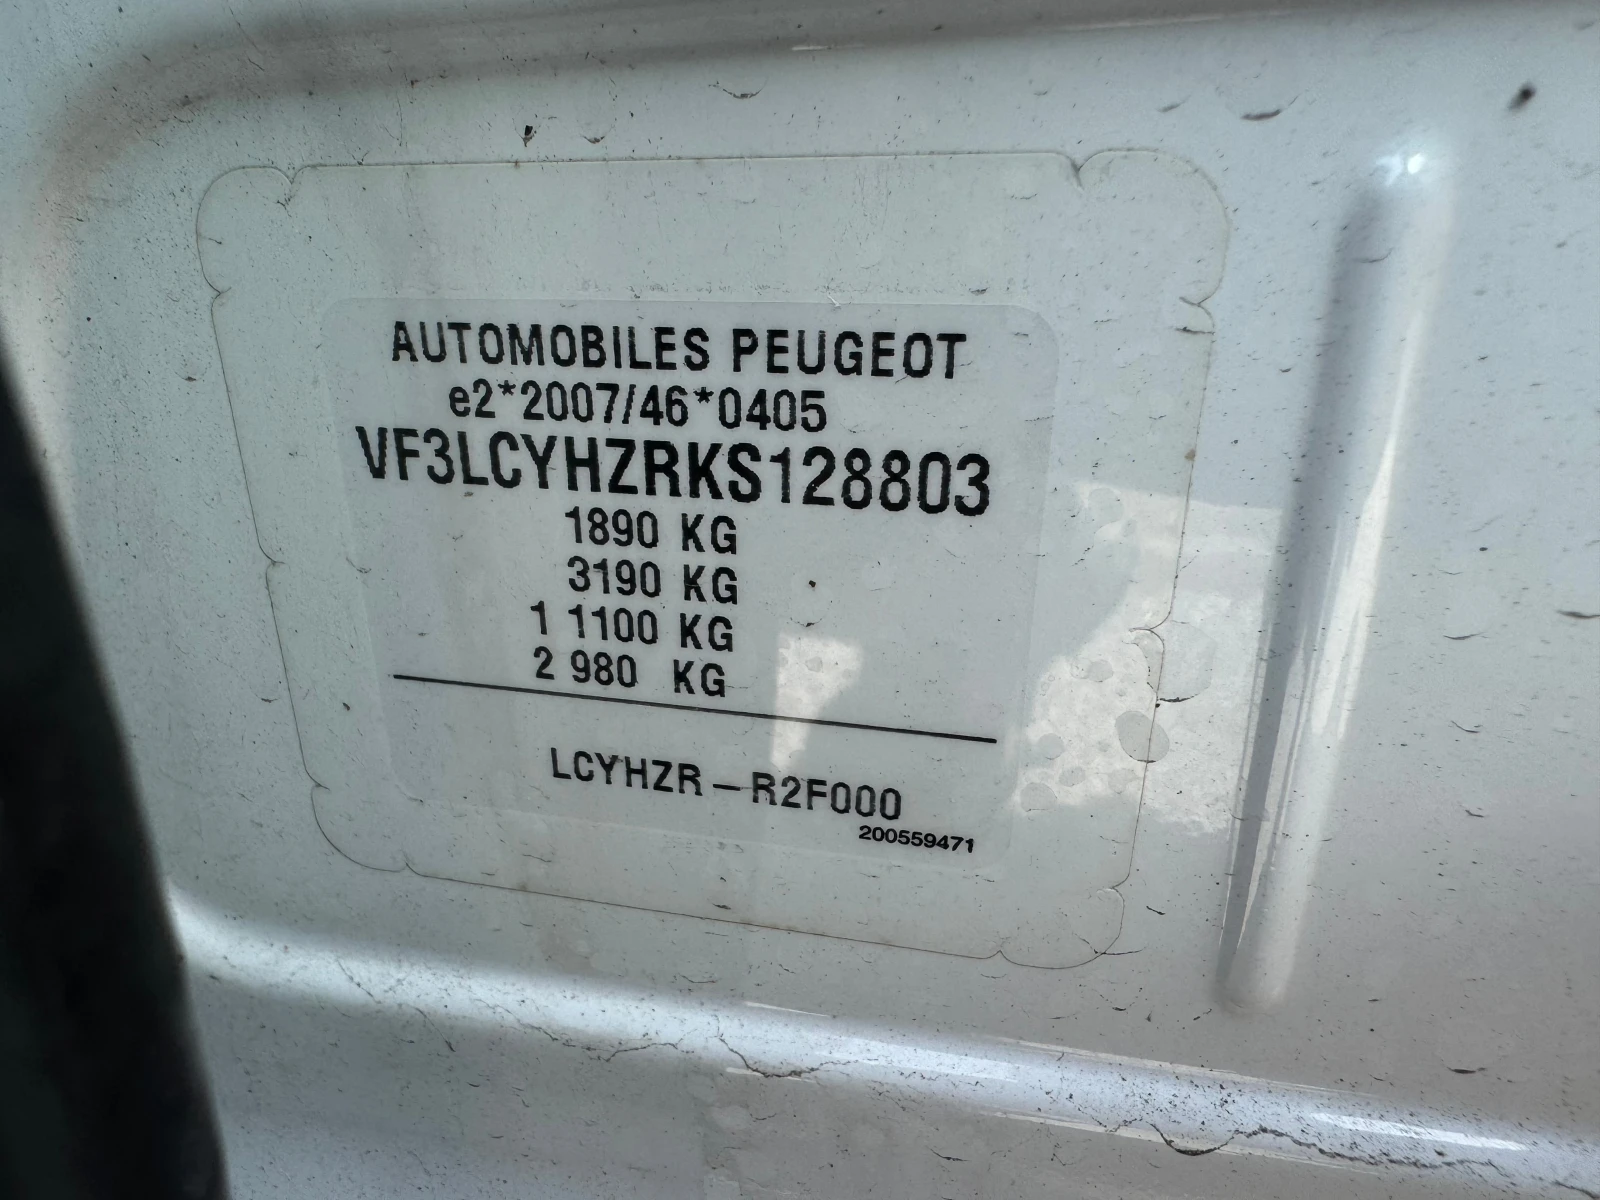 AUTOMOBILES PEUGEOT
e2*2007/46*0405
VF3LCYHZRKS128803
1890 KG
3190 KG
1 1100 KG
2 980 KG
LCYHZR – R2F000
200559471